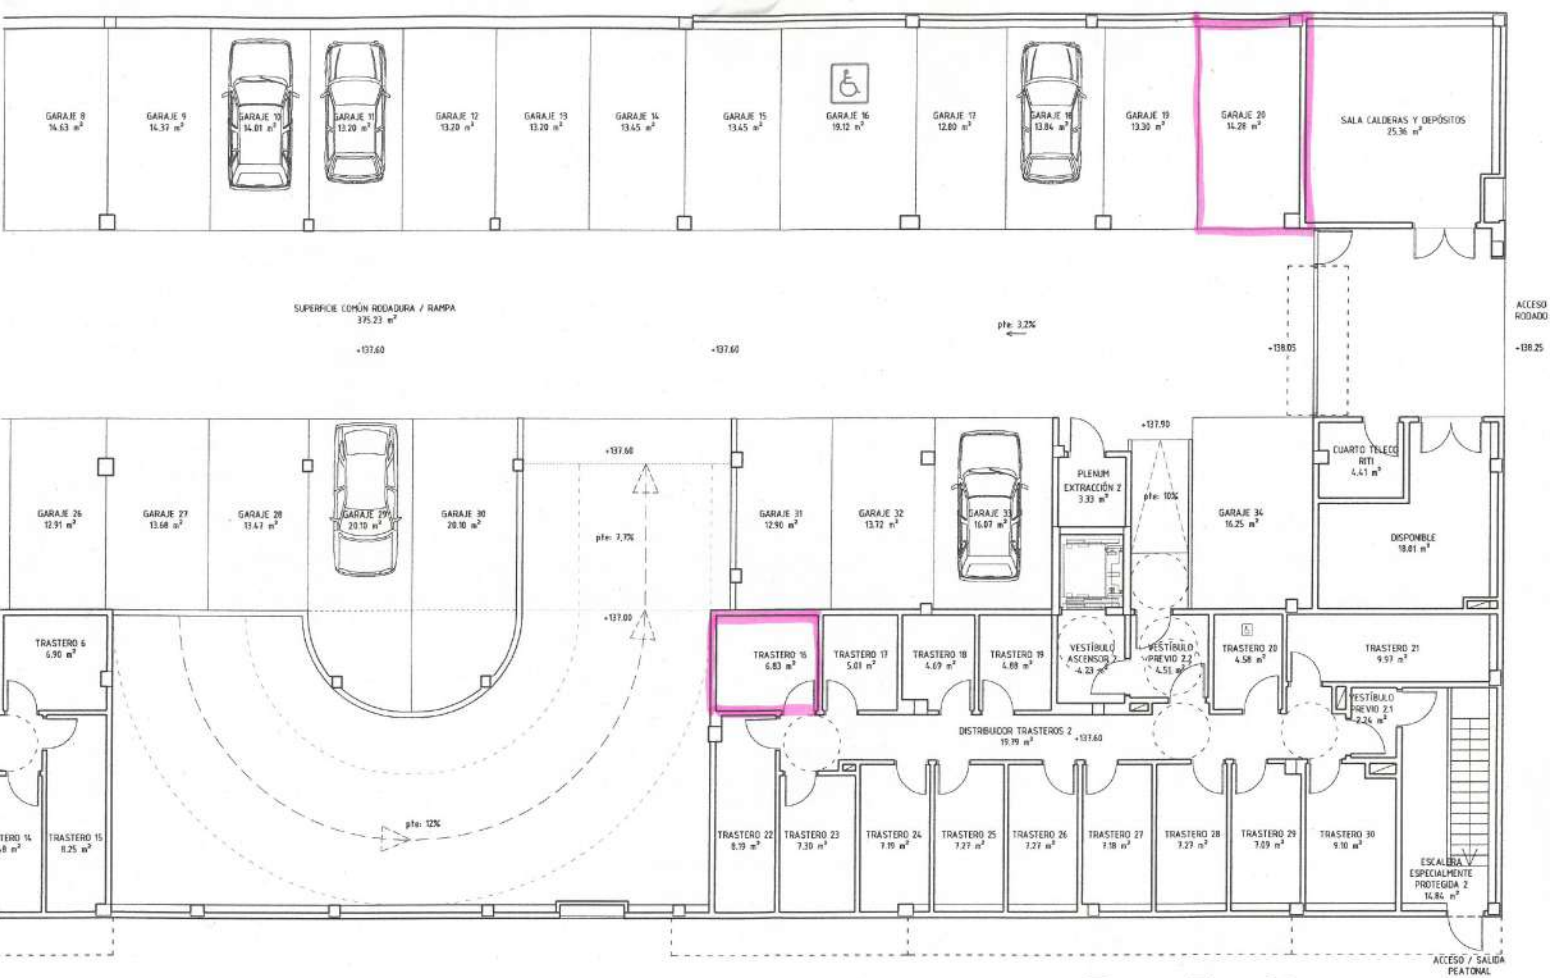 GARAJE 8
14.63 m²
GARAJE 9
14.37 m²
GARAJE 10
14.01 m²
GARAJE 11
13.20 m²
GARAJE 12
13.20 m²
GARAJE 13
13.20 m²
GARAJE 14
13.45 m²
GARAJE 15
13.45 m²
GARAJE 16
19.12 m²
GARAJE 17
12.80 m²
GARAJE 18
13.84 m²
GARAJE 19
13.30 m²
GARAJE 20
14.28 m²
SALA CALDERAS Y DEPÓSITOS
25.36 m²
SUPERFICIE COMÚN RODADURA / RAMPA
375.23 m²
+137.60
+137.60
pte: 3,2%
+138.05
ACCESO
RODADO
+138.25
GARAJE 26
12.91 m²
GARAJE 27
13.68 m²
GARAJE 28
13.47 m²
GARAJE 29
20.10 m²
GARAJE 30
20.10 m²
+137.60
pte: 7,7%
+137.00
GARAJE 31
12.90 m²
GARAJE 32
13.72 m²
GARAJE 33
16.07 m²
PLENUM
EXTRACCIÓN 2
3.33 m²
+137.90
pte: 10%
GARAJE 34
16.25 m²
CUARTO TELECO
RITI
4.41 m²
DISPONIBLE
18.01 m²
TRASTERO 6
6.90 m²
TRASTERO 16
6.83 m²
TRASTERO 17
5.01 m²
TRASTERO 18
4.69 m²
TRASTERO 19
4.88 m²
VESTÍBULO
ASCENSOR 2
4.23 m²
VESTÍBULO
PREVIO 2.2
4.51 m²
TRASTERO 20
4.58 m²
TRASTERO 21
9.97 m²
VESTÍBULO
PREVIO 2.1
2.24 m²
DISTRIBUIDOR TRASTEROS 2
19.79 m²
+137.60
pte: 12%
TERO 14
8 m²
TRASTERO 15
8.25 m²
TRASTERO 22
8.19 m²
TRASTERO 23
7.30 m²
TRASTERO 24
7.19 m²
TRASTERO 25
7.27 m²
TRASTERO 26
7.27 m²
TRASTERO 27
7.18 m²
TRASTERO 28
7.27 m²
TRASTERO 29
7.09 m²
TRASTERO 30
9.10 m²
ESCALERA
ESPECIALMENTE
PROTEGIDA 2
14.84 m²
ACCESO / SALIDA
PEATONAL